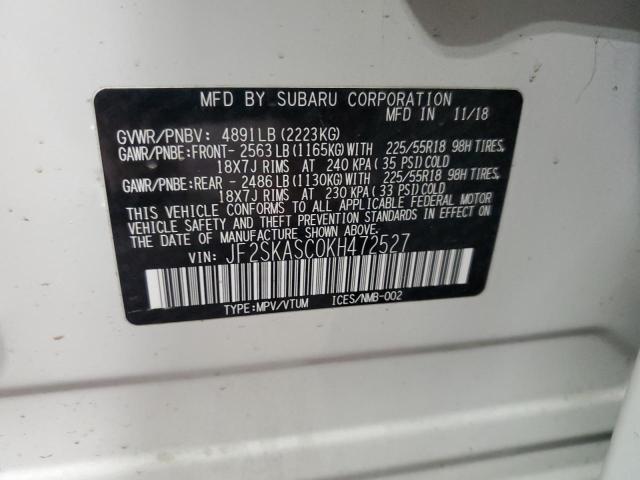 MFD BY SUBARU CORPORATION
MFD IN 11/18
GVWR/PNBV: 4891LB(2223KG)
GAWR/PNBE:FRONT- 2563LB(1165KG)WITH 225/55R18 98H TIRES,
18X7J RIMS AT 240 KPA(35 PSI)COLD
GAWR/PNBE:REAR - 2486LB(1130KG)WITH 225/55R18 98H TIRES,
18X7J RIMS AT 230 KPA(33 PSI)COLD
THIS VEHICLE CONFORMS TO ALL APPLICABLE FEDERAL MOTOR
VEHICLE SAFETY AND THEFT PREVENTION STANDARDS IN EFFECT ON
THE DATE OF MANUFACTURE SHOWN ABOVE.
VIN: JF2SKASC0KH472527
TYPE:MPV/VTUM ICES/NMB-002